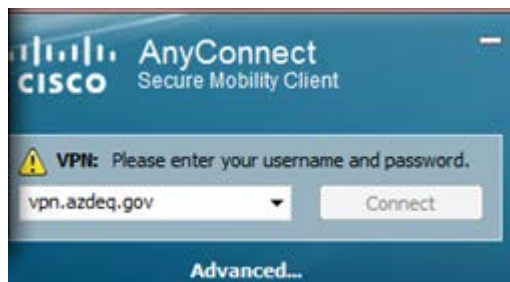 CISCO
AnyConnect
Secure Mobility Client
VPN: Please enter your username and password.
vpn.azdeq.gov
Connect
Advanced...